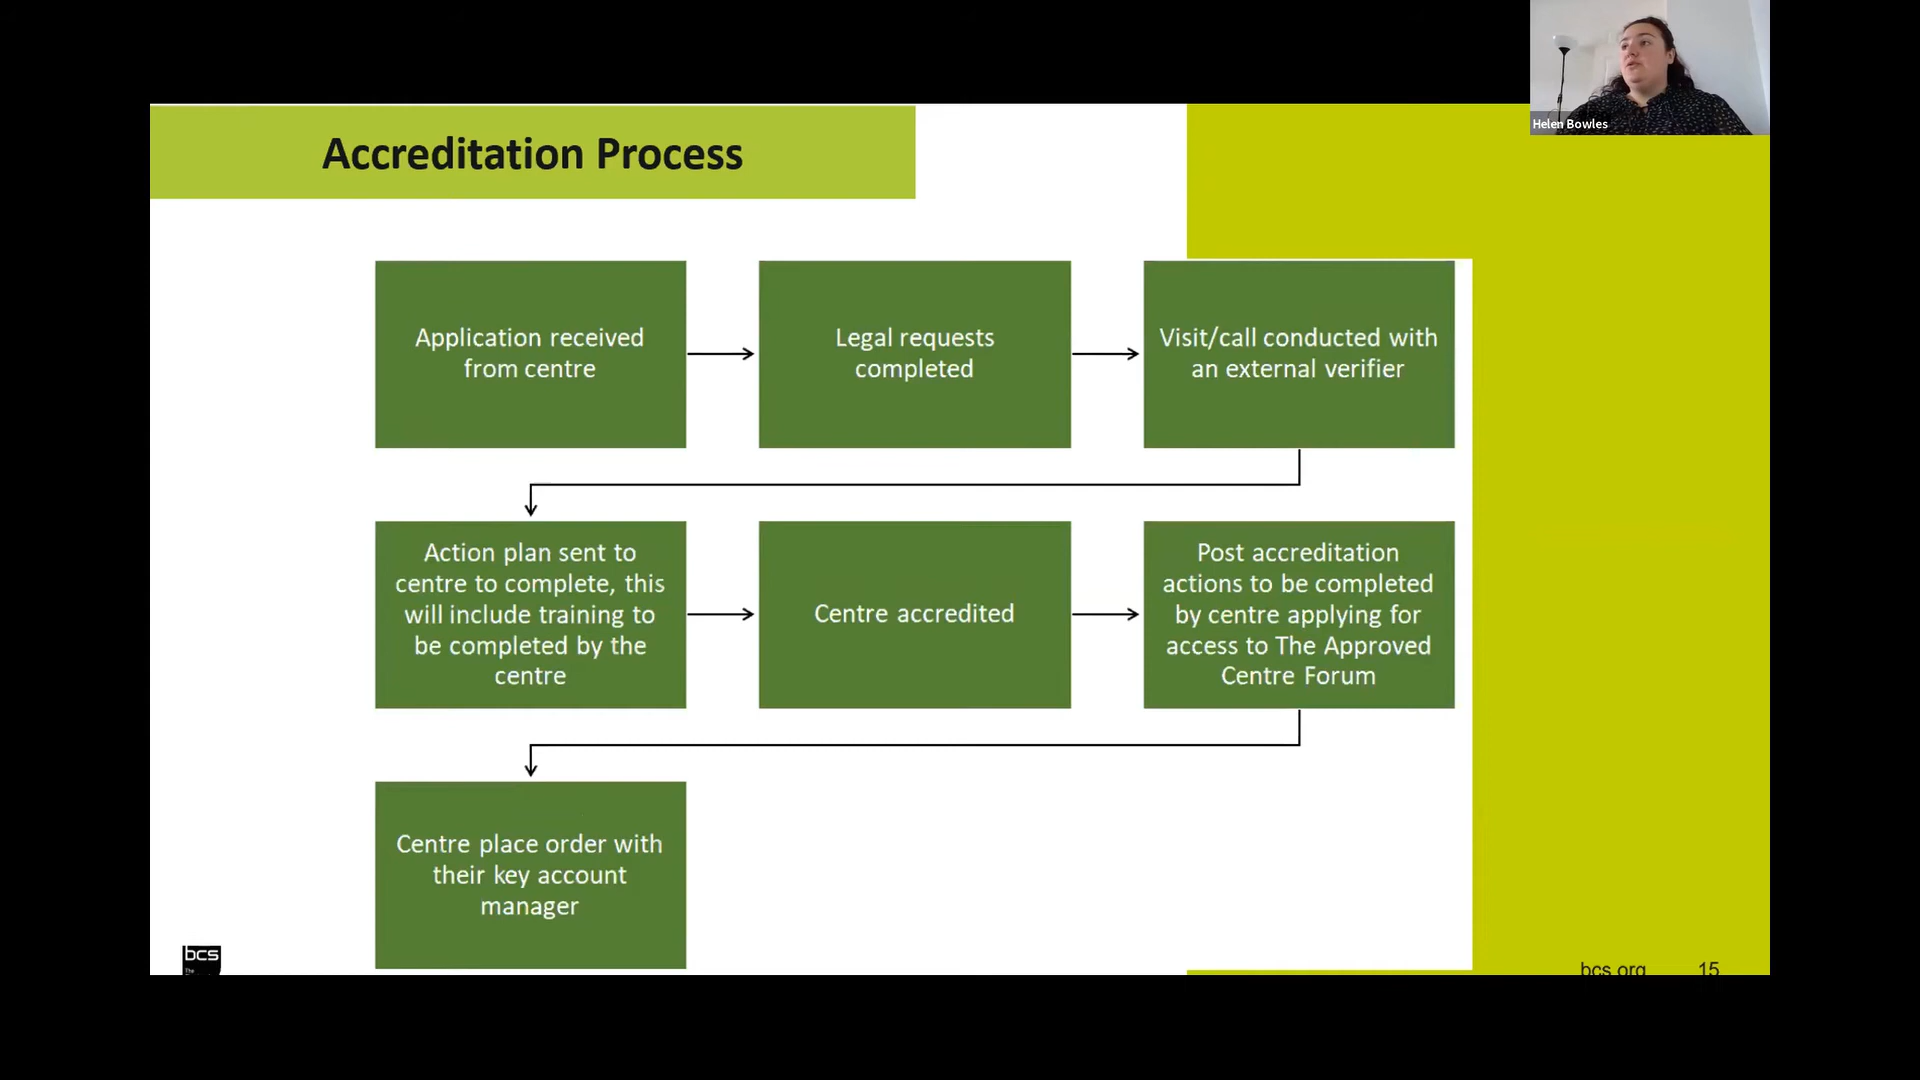 Helen Bowles
Accreditation Process
Application received
from centre
Legal requests
completed
Visit/call conducted with
an external verifier
Action plan sent to
centre to complete, this
will include training to
be completed by the
centre
Centre accredited
Post accreditation
actions to be completed
by centre applying for
access to The Approved
Centre Forum
Centre place order with
their key account
manager
bcs
The
bcs.org
15